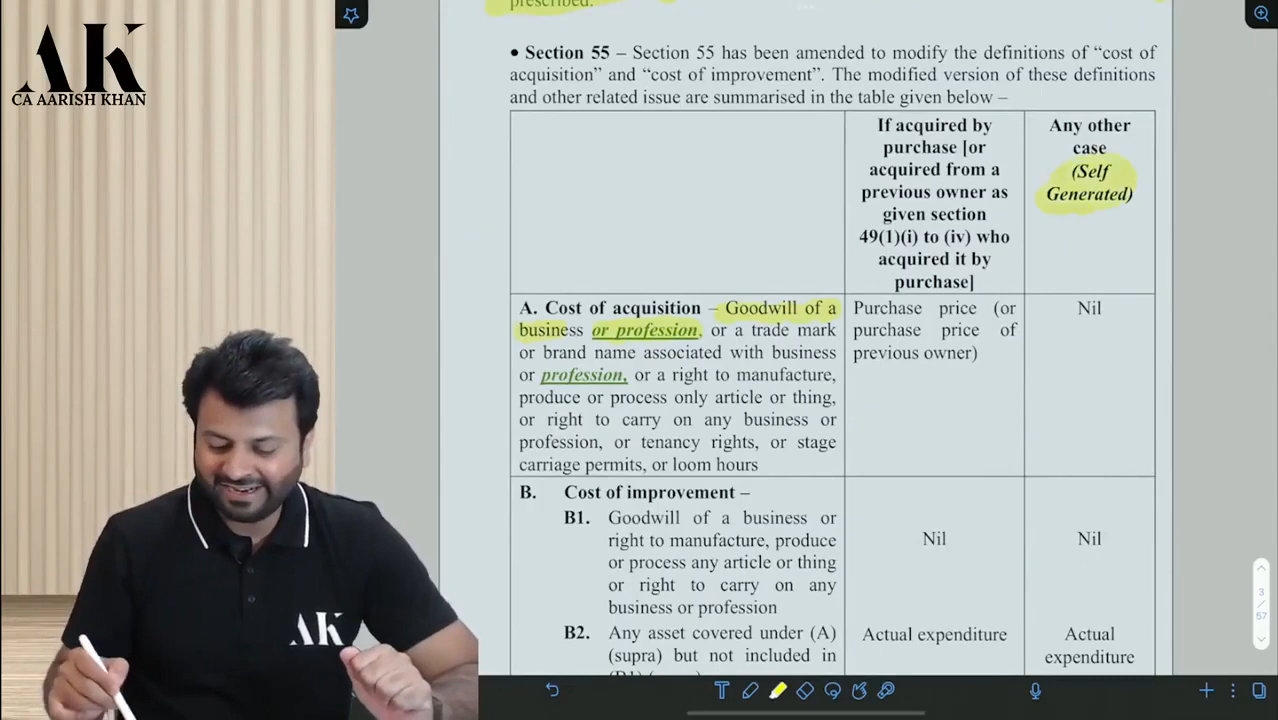 AK
CA AARISH KHAN
prescribed.
• Section 55 – Section 55 has been amended to modify the definitions of “cost of
acquisition” and “cost of improvement”. The modified version of these definitions
and other related issue are summarised in the table given below –
If acquired by
purchase [or
acquired from a
previous owner as
given section
49(1)(i) to (iv) who
acquired it by
purchase]
Any other
case
(Self
Generated)
A. Cost of acquisition – Goodwill of a
business or profession, or a trade mark
or brand name associated with business
or profession, or a right to manufacture,
produce or process only article or thing,
or right to carry on any business or
profession, or tenancy rights, or stage
carriage permits, or loom hours
Purchase price (or
purchase price of
previous owner)
Nil
B. Cost of improvement –
B1. Goodwill of a business or
right to manufacture, produce
or process any article or thing
or right to carry on any
business or profession
Nil
Nil
B2. Any asset covered under (A)
(supra) but not included in
Actual expenditure
Actual
expenditure
AK
3
/
57
T